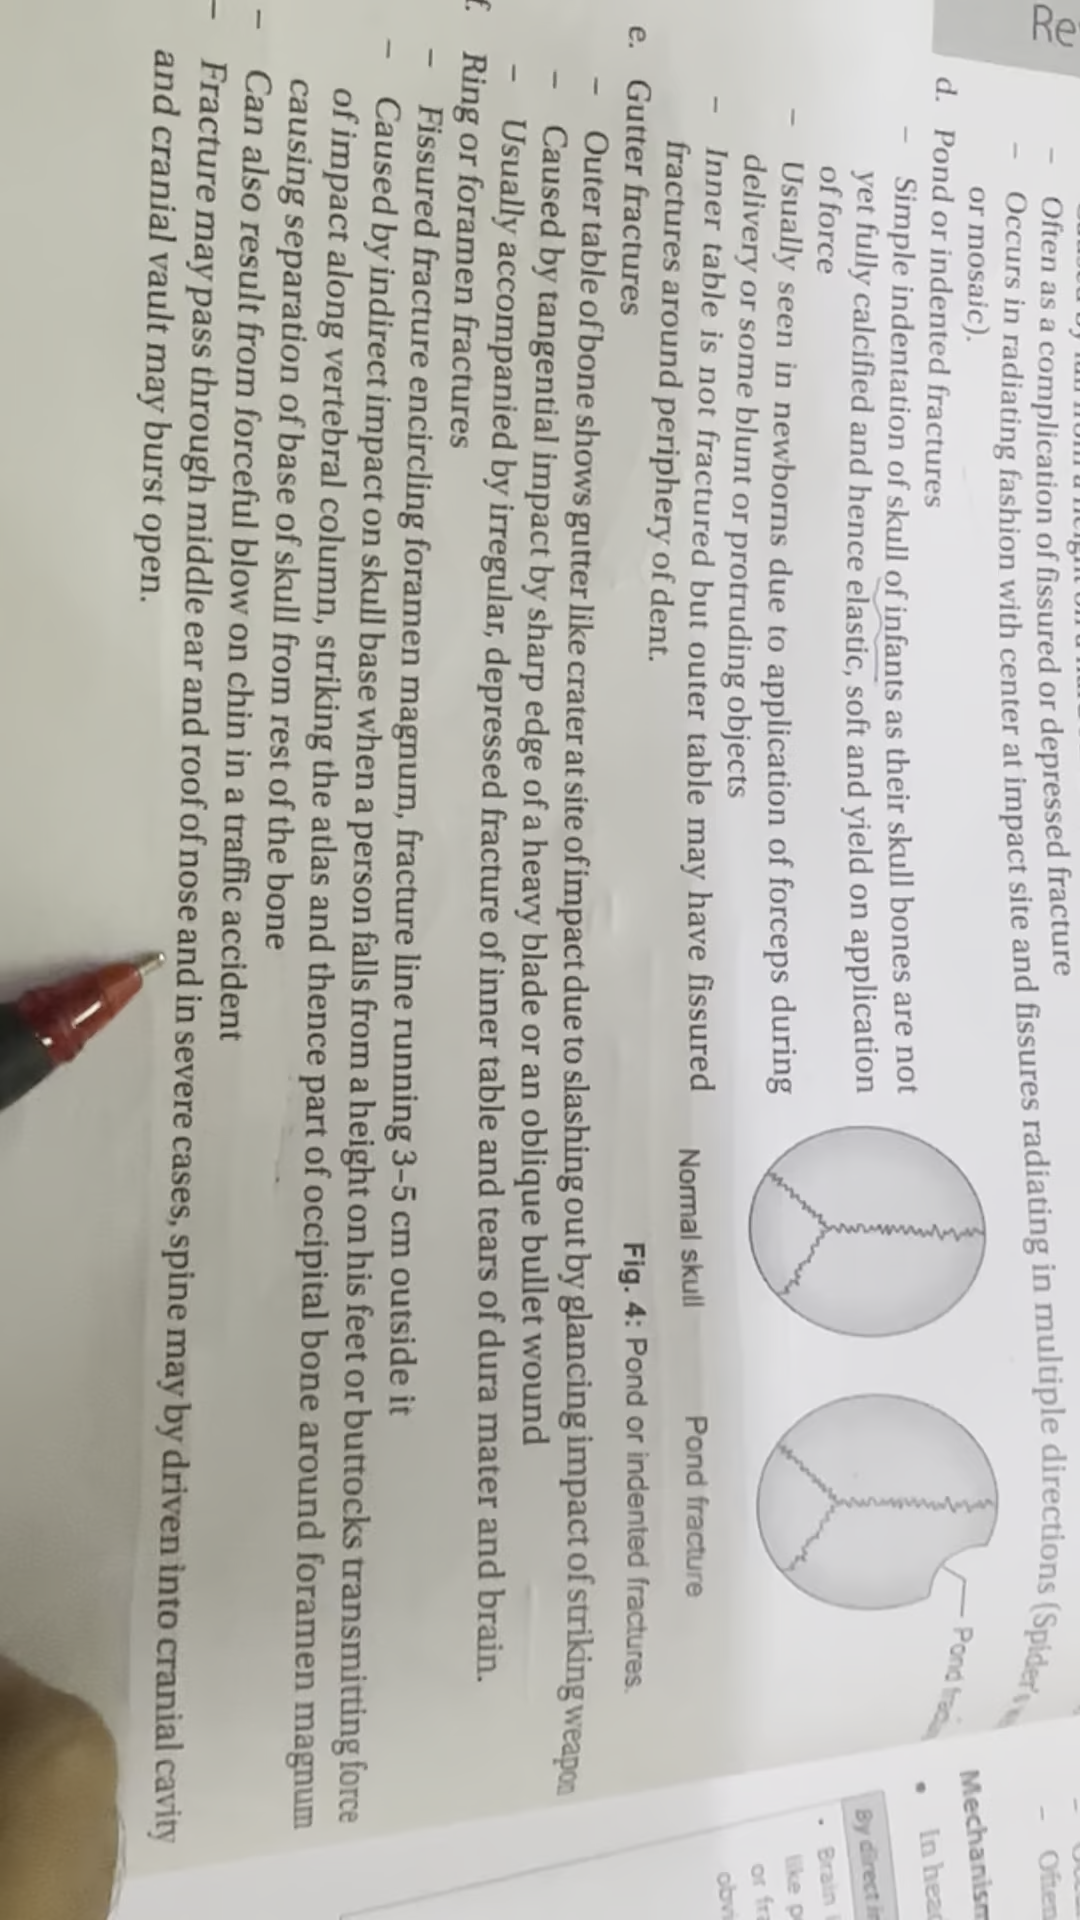 - Often as a complication of fissured or depressed fracture
- Occurs in radiating fashion with center at impact site and fissures radiating in multiple directions (Spider's
or mosaic).
d. Pond or indented fractures
- Simple indentation of skull of infants as their skull bones are not
yet fully calcified and hence elastic, soft and yield on application
of force
- Usually seen in newborns due to application of forceps during
delivery or some blunt or protruding objects
- Inner table is not fractured but outer table may have fissured
fractures around periphery of dent.
Pond
Normal skull
Pond fracture
Fig. 4: Pond or indented fractures.
e. Gutter fractures
- Outer table of bone shows gutter like crater at site of impact due to slashing out by glancing impact of striking weapon
- Caused by tangential impact by sharp edge of a heavy blade or an oblique bullet wound
- Usually accompanied by irregular, depressed fracture of inner table and tears of dura mater and brain.
f. Ring or foramen fractures
- Fissured fracture encircling foramen magnum, fracture line running 3–5 cm outside it
- Caused by indirect impact on skull base when a person falls from a height on his feet or buttocks transmitting force
of impact along vertebral column, striking the atlas and thence part of occipital bone around foramen magnum
causing separation of base of skull from rest of the bone
- Can also result from forceful blow on chin in a traffic accident
- Fracture may pass through middle ear and roof of nose and in severe cases, spine may by driven into cranial cavity
and cranial vault may burst open.
- Often
Mechanism
• In
By direct
• Brain
like
or